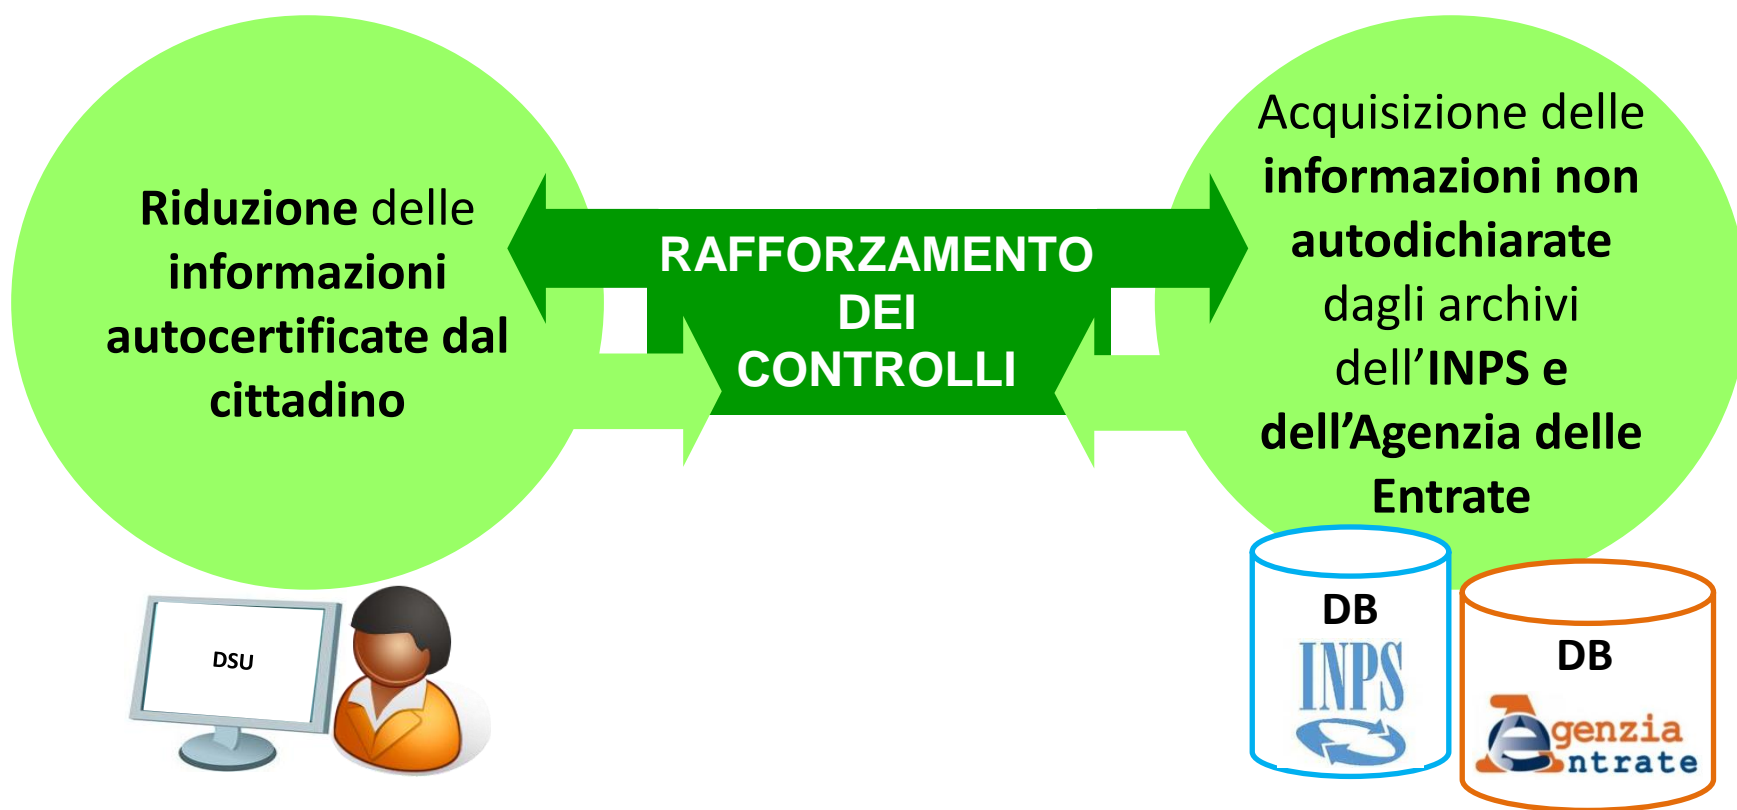 Riduzione delle
informazioni
autocertificate dal
cittadino
RAFFORZAMENTO
DEI
CONTROLLI
Acquisizione delle
informazioni non
autodichiarate
dagli archivi
dell’INPS e
dell’Agenzia delle
Entrate
DSU
DB
INPS
DB
Agenzia
entrate